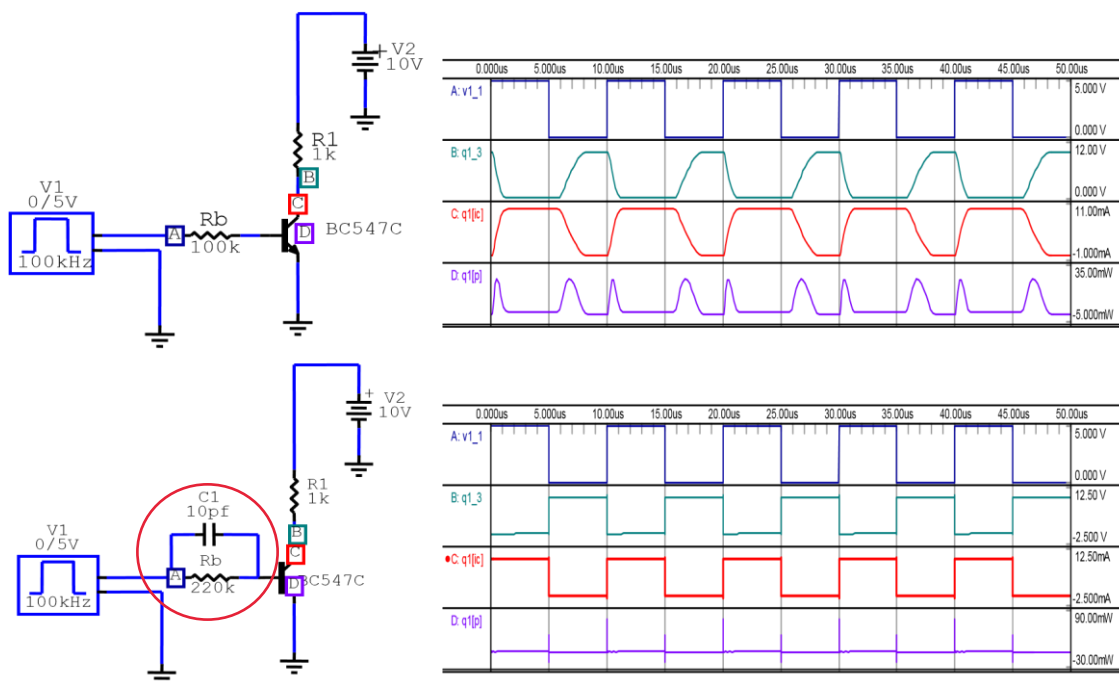 V2
10V
R1
1k
B
V1
0/5V
C
Rb
A
D
BC547C
100k
100kHz
0.000us 5.000us 10.00us 15.00us 20.00us 25.00us 30.00us 35.00us 40.00us 45.00us 50.00us
A: v1_1
5.000 V
0.000 V
B: q1_3
12.00 V
0.000 V
C: q1[ic]
11.00mA
-1.000mA
D: q1[p]
35.00mW
-5.000mW
V2
10V
R1
1k
C1
10pf
B
V1
0/5V
C
Rb
A
D
BC547C
220k
100kHz
0.000us 5.000us 10.00us 15.00us 20.00us 25.00us 30.00us 35.00us 40.00us 45.00us 50.00us
A: v1_1
5.000 V
0.000 V
B: q1_3
12.50 V
-2.500 V
C: q1[ic]
12.50mA
-2.500mA
D: q1[p]
90.00mW
-30.00mW